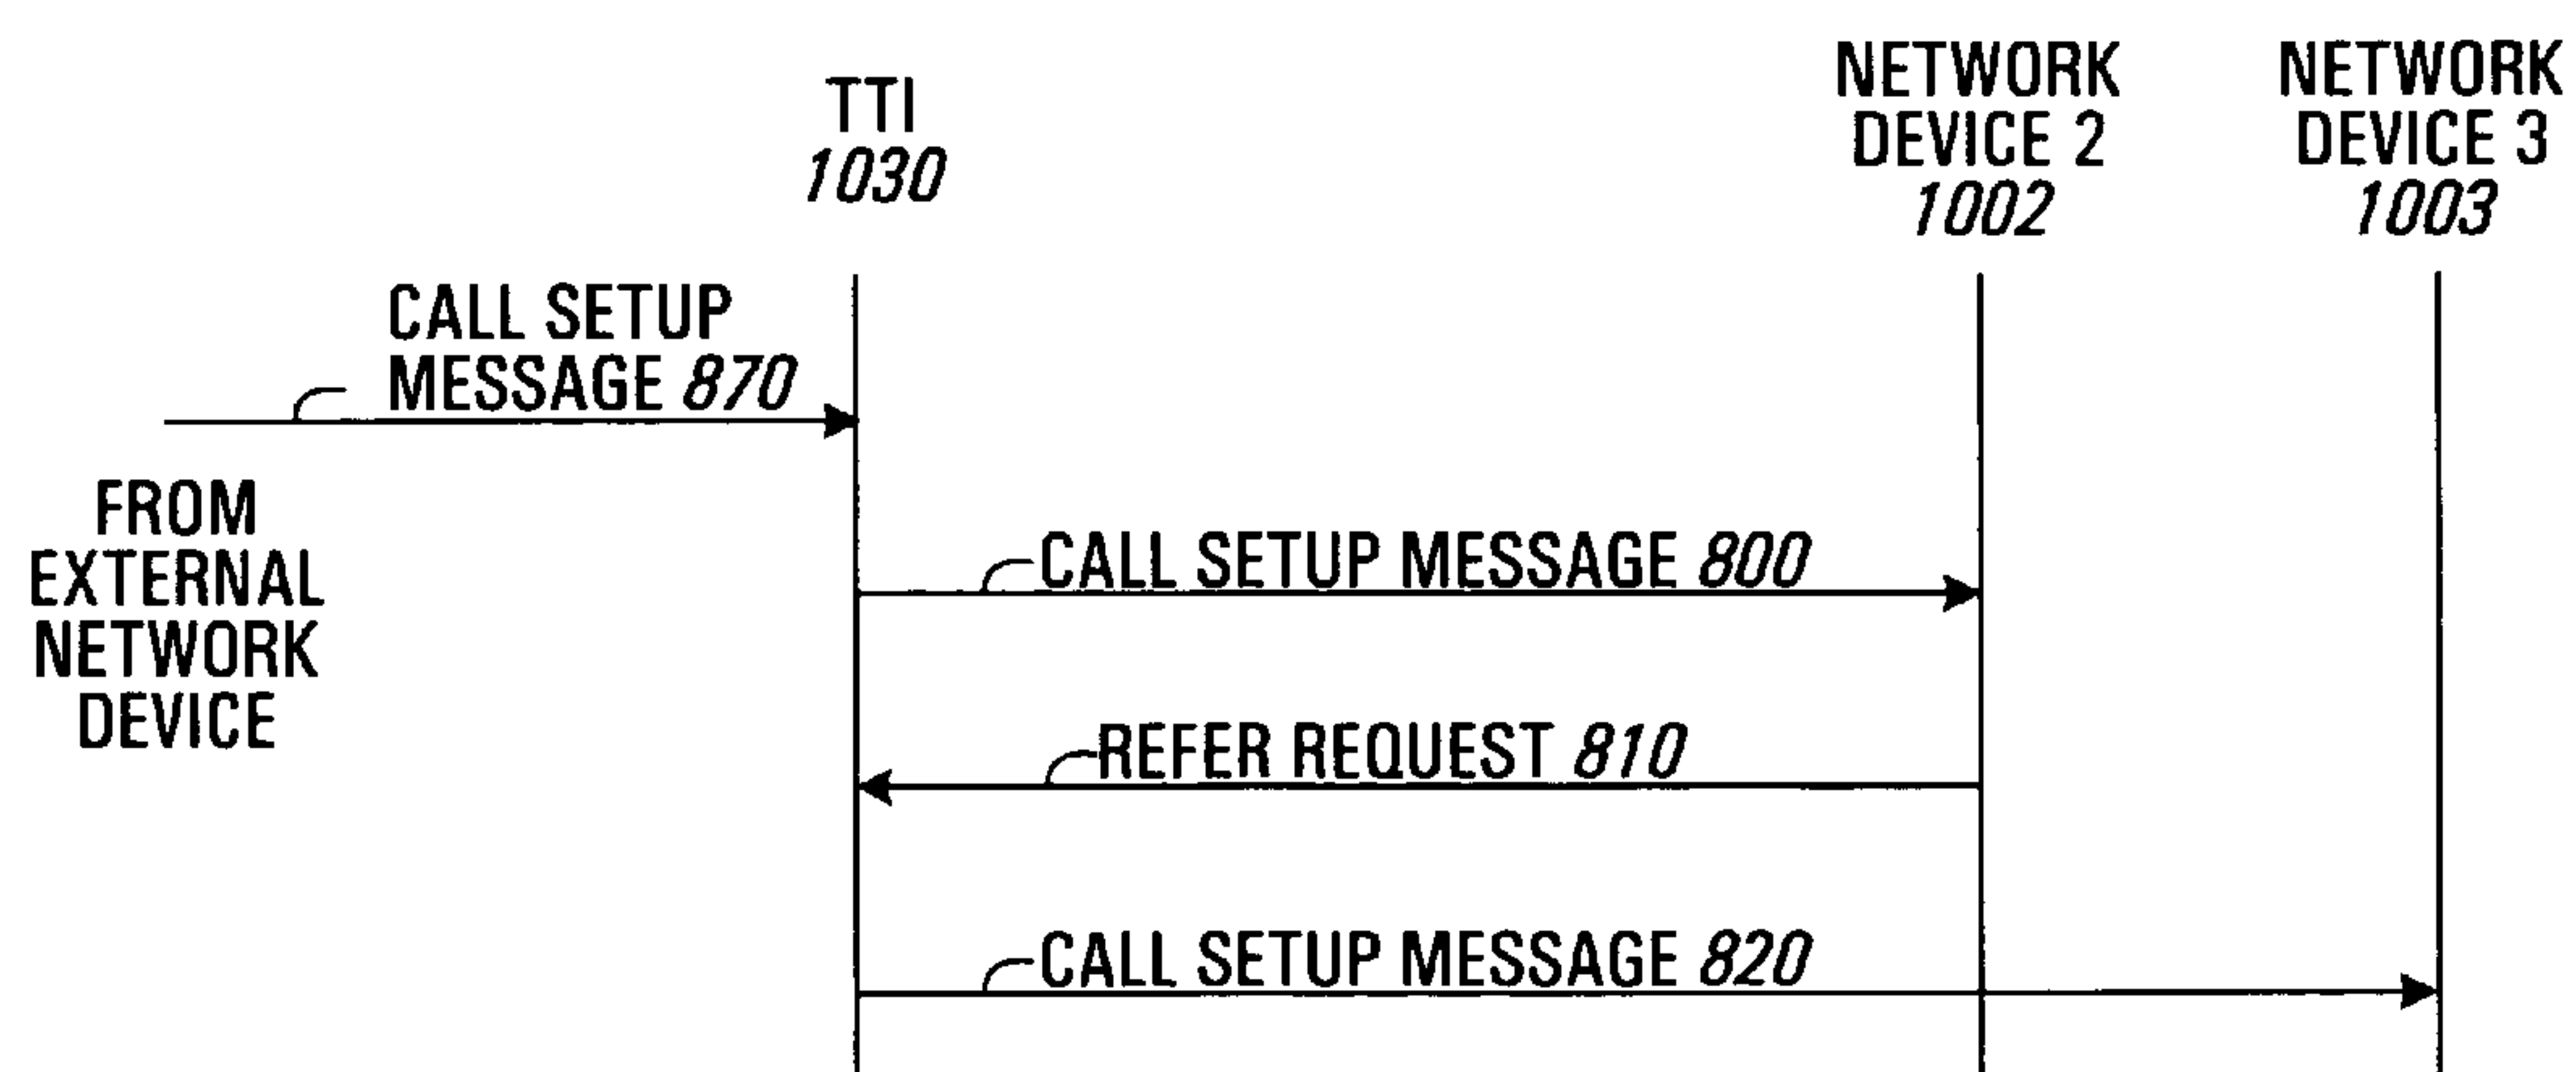 TTI
1030
NETWORK
DEVICE 2
1002
NETWORK
DEVICE 3
1003
CALL SETUP
MESSAGE 870
FROM
EXTERNAL
NETWORK
DEVICE
CALL SETUP MESSAGE 800
REFER REQUEST 810
CALL SETUP MESSAGE 820